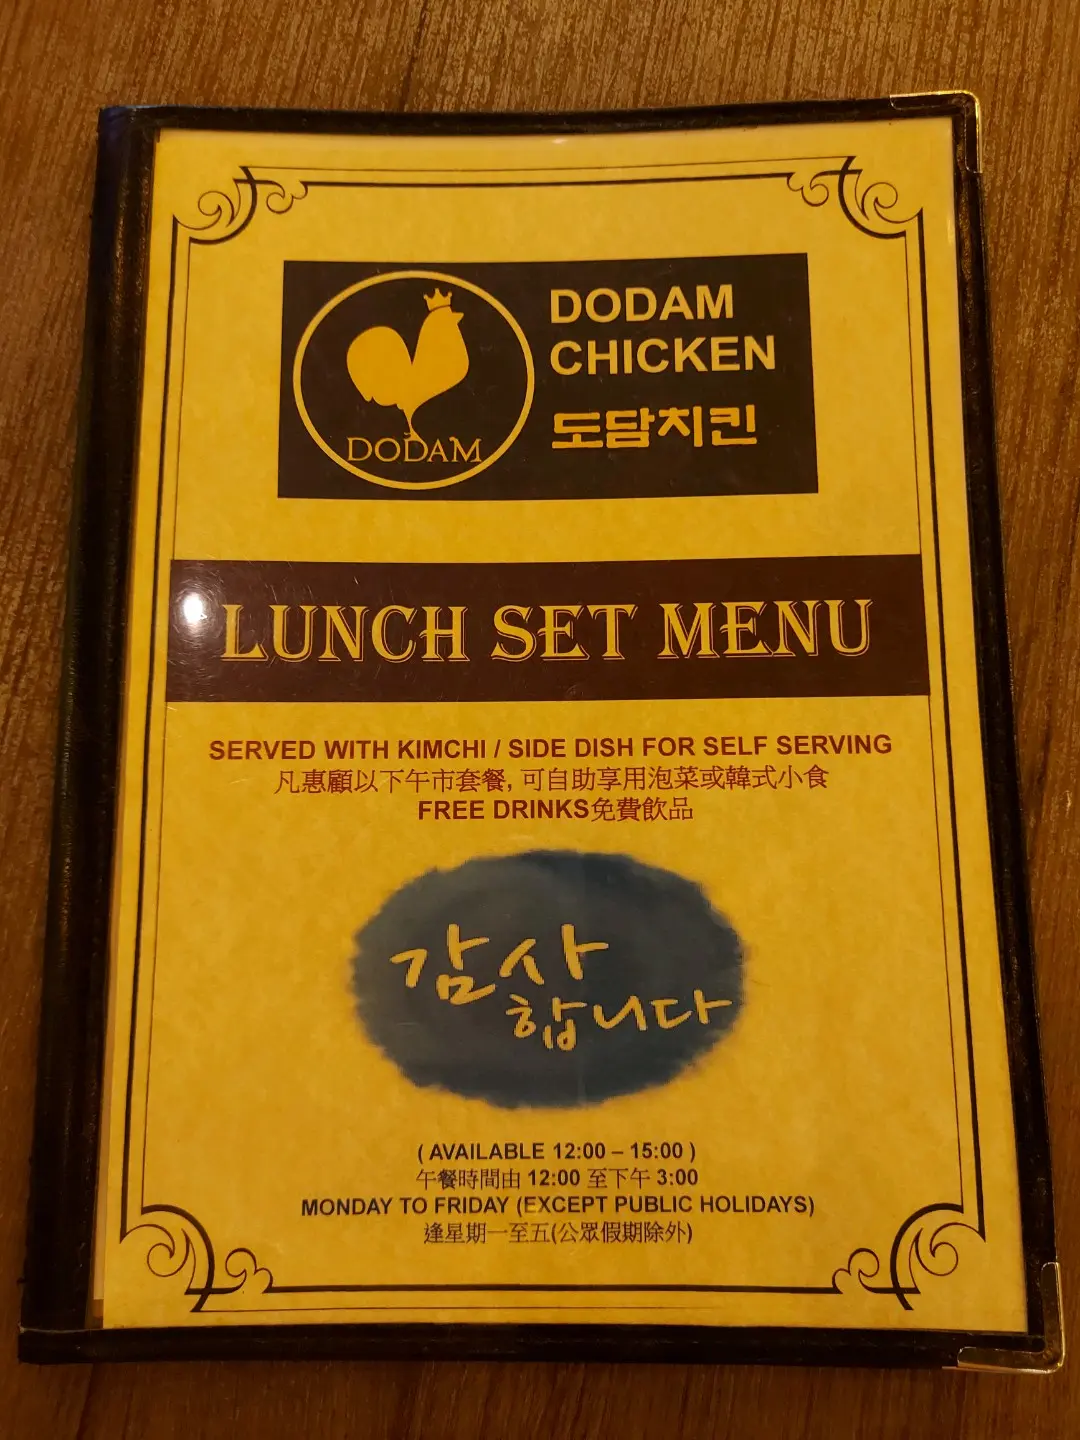 DODAM
DODAM
CHICKEN
도담치킨
LUNCH SET MENU
SERVED WITH KIMCHI / SIDE DISH FOR SELF SERVING
凡惠顧以下午市套餐, 可自助享用泡菜或韓式小食
FREE DRINKS免費飲品
감사
합니다
( AVAILABLE 12:00 – 15:00 )
午餐時間由 12:00 至下午 3:00
MONDAY TO FRIDAY (EXCEPT PUBLIC HOLIDAYS)
逢星期一至五(公眾假期除外)